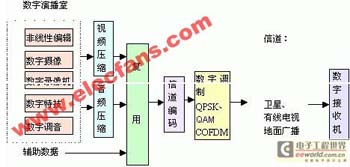 数字演播室
非线性编辑
数字摄像
数字录像机
数字特技
数字调音
辅助数据
视频压缩
音频压缩
复用
信道编码
数字调制
QPSK、
QAM
COFDM
信道:
卫星、
有线电视
地面广播
数字接收机
www.elecfans.com
电子工程世界
eeworld.com.cn